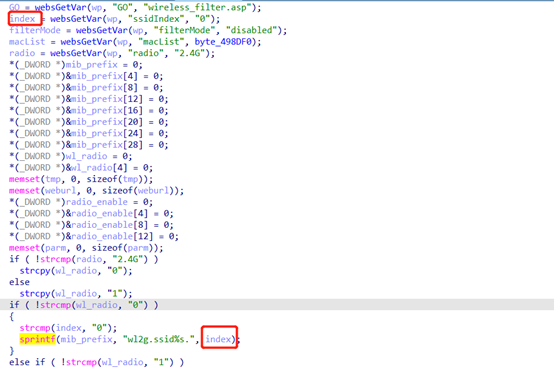 GO = websGetVar(wp, "GO", "wireless_filter.asp");
index = websGetVar(wp, "ssidIndex", "0");
filterMode = websGetVar(wp, "filterMode", "disabled");
macList = websGetVar(wp, "macList", byte_498DF0);
radio = websGetVar(wp, "radio", "2.4G");
*(_DWORD *)mib_prefix = 0;
*(_DWORD *)&mib_prefix[4] = 0;
*(_DWORD *)&mib_prefix[8] = 0;
*(_DWORD *)&mib_prefix[12] = 0;
*(_DWORD *)&mib_prefix[16] = 0;
*(_DWORD *)&mib_prefix[20] = 0;
*(_DWORD *)&mib_prefix[24] = 0;
*(_DWORD *)&mib_prefix[28] = 0;
*(_DWORD *)wl_radio = 0;
*(_DWORD *)&wl_radio[4] = 0;
memset(tmp, 0, sizeof(tmp));
memset(weburl, 0, sizeof(weburl));
*(_DWORD *)radio_enable = 0;
*(_DWORD *)&radio_enable[4] = 0;
*(_DWORD *)&radio_enable[8] = 0;
*(_DWORD *)&radio_enable[12] = 0;
memset(parm, 0, sizeof(parm));
if ( !strcmp(radio, "2.4G") )
strcpy(wl_radio, "0");
else
strcpy(wl_radio, "1");
if ( !strcmp(wl_radio, "0") )
{
strcmp(index, "0");
sprintf(mib_prefix, "wl2g.ssid%s.", index);
}
else if ( !strcmp(wl_radio, "1") )